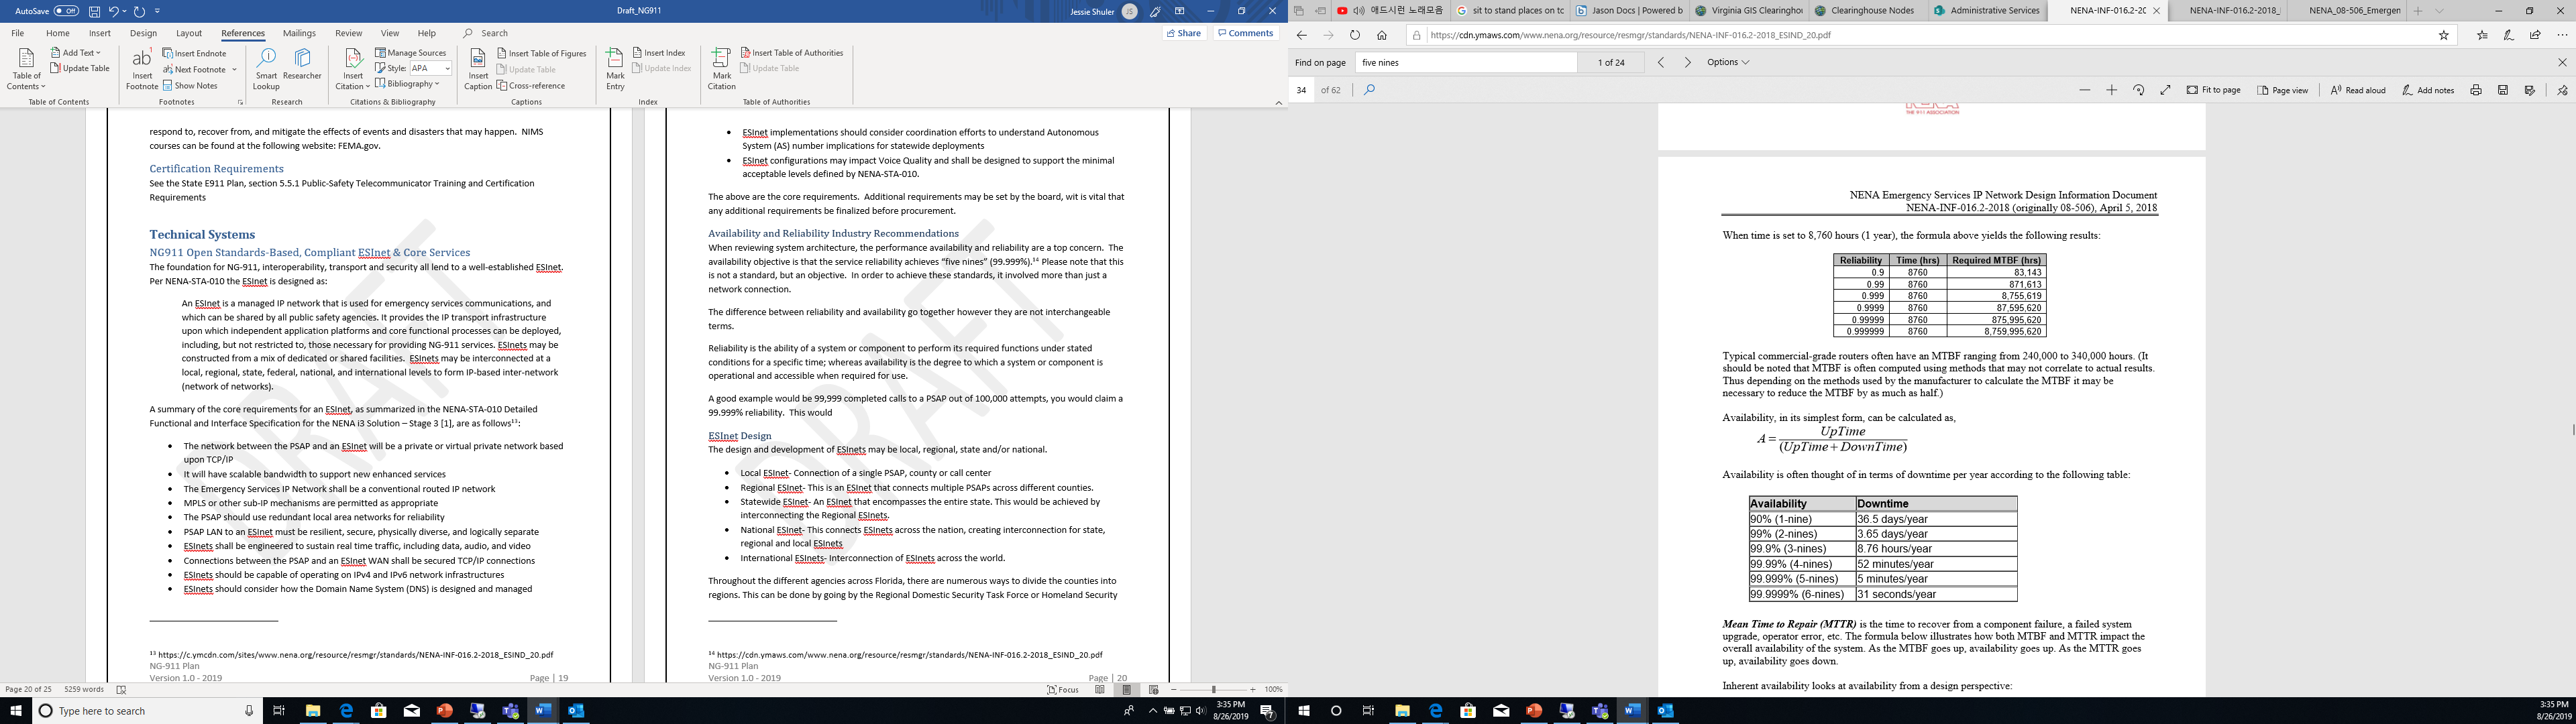 AutoSave Off
Draft_NG911
Jessie Shuler JS
File Home Insert Design Layout References Mailings Review View Help Search
Share Comments
Table of Contents
Add Text
Update Table
Table of Contents
ab
Insert Footnote
Insert Endnote
Next Footnote
Show Notes
Footnotes
Smart Lookup
Researcher
Research
Insert Citation
Manage Sources
Style: APA
Bibliography
Citations & Bibliography
Insert Caption
Insert Table of Figures
Update Table
Cross-reference
Captions
Mark Entry
Insert Index
Update Index
Index
Mark Citation
Insert Table of Authorities
Update Table
Table of Authorities
respond to, recover from, and mitigate the effects of events and disasters that may happen. NIMS
courses can be found at the following website: FEMA.gov.
Certification Requirements
See the State E911 Plan, section 5.5.1 Public-Safety Telecommunicator Training and Certification
Requirements
Technical Systems
NG911 Open Standards-Based, Compliant ESInet & Core Services
The foundation for NG-911, interoperability, transport and security all lend to a well-established ESInet.
Per NENA-STA-010 the ESInet is designed as:
An ESInet is a managed IP network that is used for emergency services communications, and
which can be shared by all public safety agencies. It provides the IP transport infrastructure
upon which independent application platforms and core functional processes can be deployed,
including, but not restricted to, those necessary for providing NG-911 services. ESInets may be
constructed from a mix of dedicated or shared facilities. ESInets may be interconnected at a
local, regional, state, federal, national, and international levels to form IP-based inter-network
(network of networks).
A summary of the core requirements for an ESInet, as summarized in the NENA-STA-010 Detailed
Functional and Interface Specification for the NENA i3 Solution – Stage 3 [1], are as follows13:
• The network between the PSAP and an ESInet will be a private or virtual private network based
upon TCP/IP
• It will have scalable bandwidth to support new enhanced services
• The Emergency Services IP Network shall be a conventional routed IP network
• MPLS or other sub-IP mechanisms are permitted as appropriate
• The PSAP should use redundant local area networks for reliability
• PSAP LAN to an ESInet must be resilient, secure, physically diverse, and logically separate
• ESInets shall be engineered to sustain real time traffic, including data, audio, and video
• Connections between the PSAP and an ESInet WAN shall be secured TCP/IP connections
• ESInets should be capable of operating on IPv4 and IPv6 network infrastructures
• ESInets should consider how the Domain Name System (DNS) is designed and managed
13 https://c.ymcdn.com/sites/www.nena.org/resource/resmgr/standards/NENA-INF-016.2-2018_ESIND_20.pdf
NG-911 Plan
Version 1.0 - 2019 Page | 19
DRAFT
• ESInet implementations should consider coordination efforts to understand Autonomous
System (AS) number implications for statewide deployments
• ESInet configurations may impact Voice Quality and shall be designed to support the minimal
acceptable levels defined by NENA-STA-010.
The above are the core requirements. Additional requirements may be set by the board, wit is vital that
any additional requirements be finalized before procurement.
Availability and Reliability Industry Recommendations
When reviewing system architecture, the performance availability and reliability are a top concern. The
availability objective is that the service reliability achieves “five nines” (99.999%).14 Please note that this
is not a standard, but an objective. In order to achieve these standards, it involved more than just a
network connection.
The difference between reliability and availability go together however they are not interchangeable
terms.
Reliability is the ability of a system or component to perform its required functions under stated
conditions for a specific time; whereas availability is the degree to which a system or component is
operational and accessible when required for use.
A good example would be 99,999 completed calls to a PSAP out of 100,000 attempts, you would claim a
99.999% reliability. This would
ESInet Design
The design and development of ESInets may be local, regional, state and/or national.
• Local ESInet- Connection of a single PSAP, county or call center
• Regional ESInet- This is an ESInet that connects multiple PSAPs across different counties.
• Statewide ESInet- An ESInet that encompasses the entire state. This would be achieved by
interconnecting the Regional ESInets.
• National ESInet- This connects ESInets across the nation, creating interconnection for state,
regional and local ESInets
• International ESInets- Interconnection of ESInets across the world.
Throughout the different agencies across Florida, there are numerous ways to divide the counties into
regions. This can be done by going by the Regional Domestic Security Task Force or Homeland Security
14 https://cdn.ymaws.com/www.nena.org/resource/resmgr/standards/NENA-INF-016.2-2018_ESIND_20.pdf
NG-911 Plan
Version 1.0 - 2019 Page | 20
DRAFT
Page 20 of 25 5259 words
Focus 100%
Type here to search
3:35 PM
8/26/2019
7
애드시런 노래모음
sit to stand places on tc
Jason Docs | Powered b
Virginia GIS Clearinghou
Clearinghouse Nodes
Administrative Services
NENA-INF-016.2-20
NENA-INF-016.2-2018_
NENA_08-506_Emergen
https://cdn.ymaws.com/www.nena.org/resource/resmgr/standards/NENA-INF-016.2-2018_ESIND_20.pdf
Find on page five nines 1 of 24 Options
34 of 62
Fit to page Page view Read aloud Add notes
THE 911 ASSOCIATION
NENA Emergency Services IP Network Design Information Document
NENA-INF-016.2-2018 (originally 08-506), April 5, 2018
When time is set to 8,760 hours (1 year), the formula above yields the following results:
Reliability Time (hrs) Required MTBF (hrs)
0.9 8760 83,143
0.99 8760 871,613
0.999 8760 8,755,619
0.9999 8760 87,595,620
0.99999 8760 875,995,620
0.999999 8760 8,759,995,620
Typical commercial-grade routers often have an MTBF ranging from 240,000 to 340,000 hours. (It
should be noted that MTBF is often computed using methods that may not correlate to actual results.
Thus depending on the methods used by the manufacturer to calculate the MTBF it may be
necessary to reduce the MTBF by as much as half.)
Availability, in its simplest form, can be calculated as,
A = UpTime / (UpTime + DownTime)
Availability is often thought of in terms of downtime per year according to the following table:
Availability Downtime
90% (1-nine) 36.5 days/year
99% (2-nines) 3.65 days/year
99.9% (3-nines) 8.76 hours/year
99.99% (4-nines) 52 minutes/year
99.999% (5-nines) 5 minutes/year
99.9999% (6-nines) 31 seconds/year
Mean Time to Repair (MTTR) is the time to recover from a component failure, a failed system
upgrade, operator error, etc. The formula below illustrates how both MTBF and MTTR impact the
overall availability of the system. As the MTBF goes up, availability goes up. As the MTTR goes
up, availability goes down.
Inherent availability looks at availability from a design perspective:
3:35 PM
8/26/2019